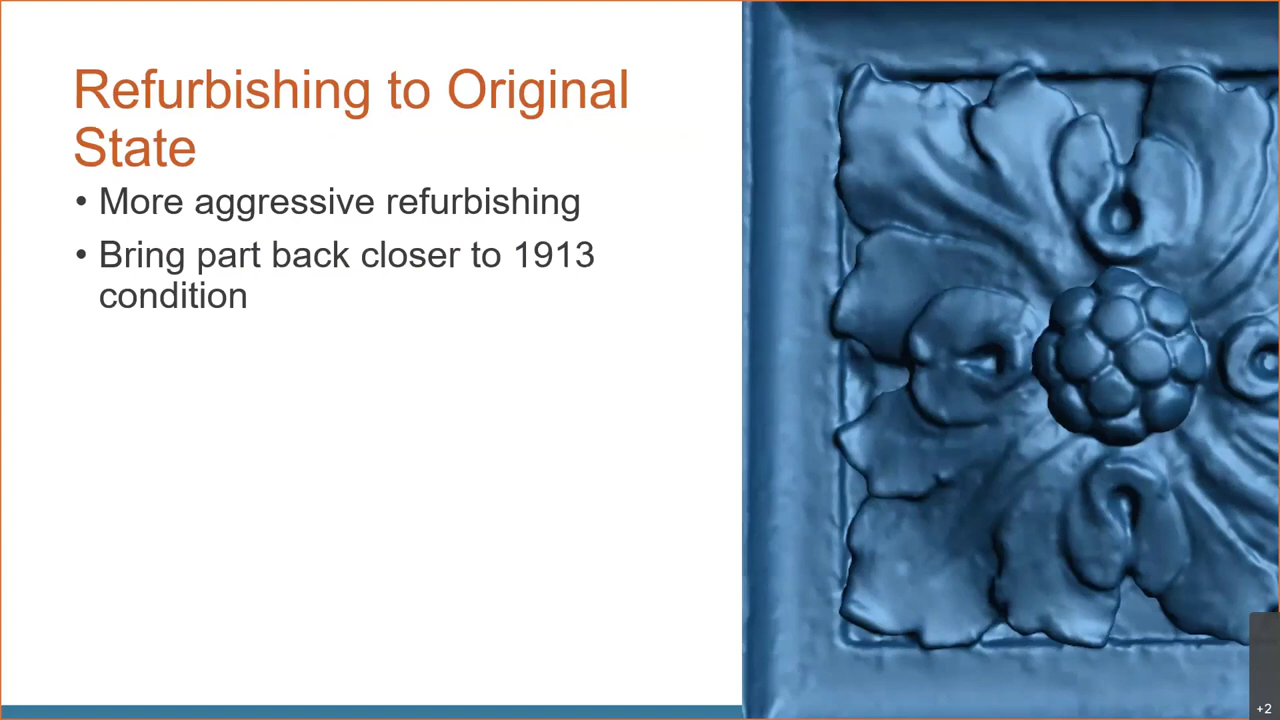 Refurbishing to Original
State
• More aggressive refurbishing
• Bring part back closer to 1913
condition
+2